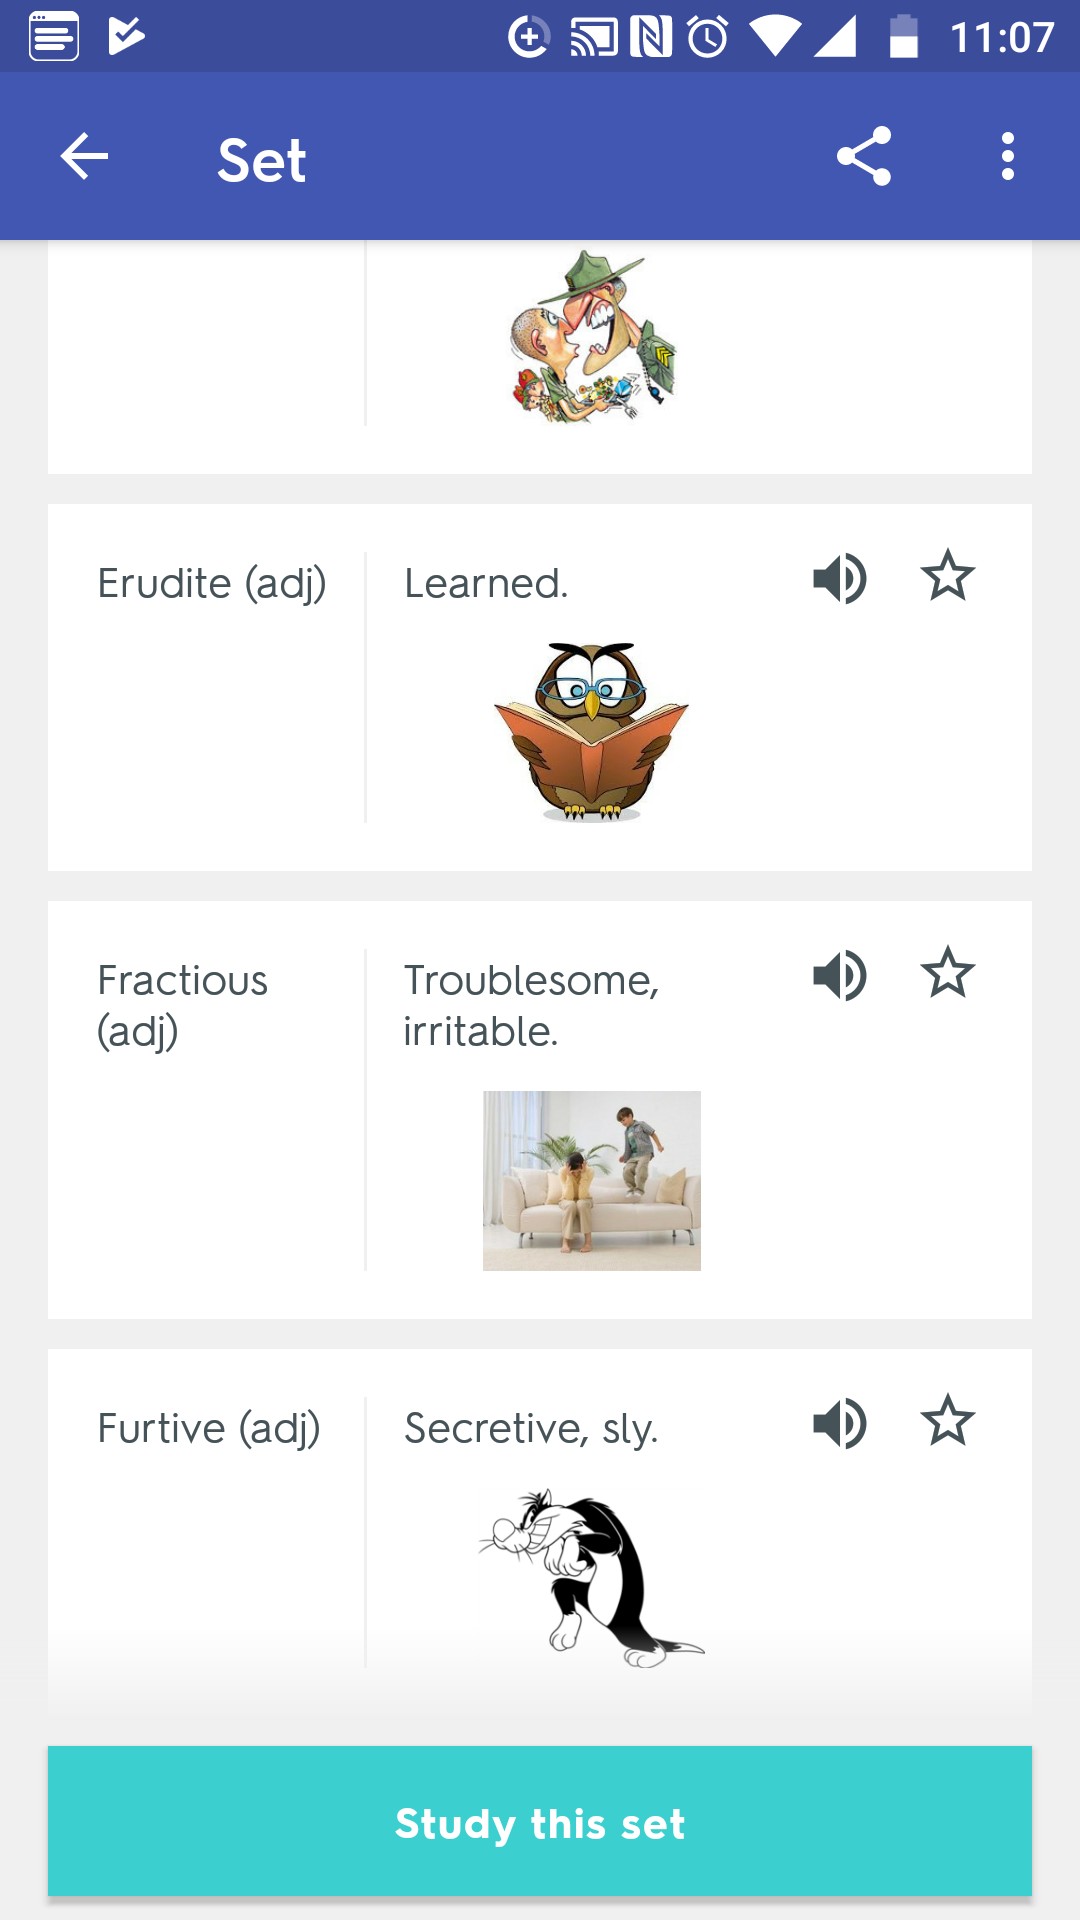 11:07
Set
Erudite (adj)
Learned.
Fractious
(adj)
Troublesome,
irritable.
Furtive (adj)
Secretive, sly.
Study this set